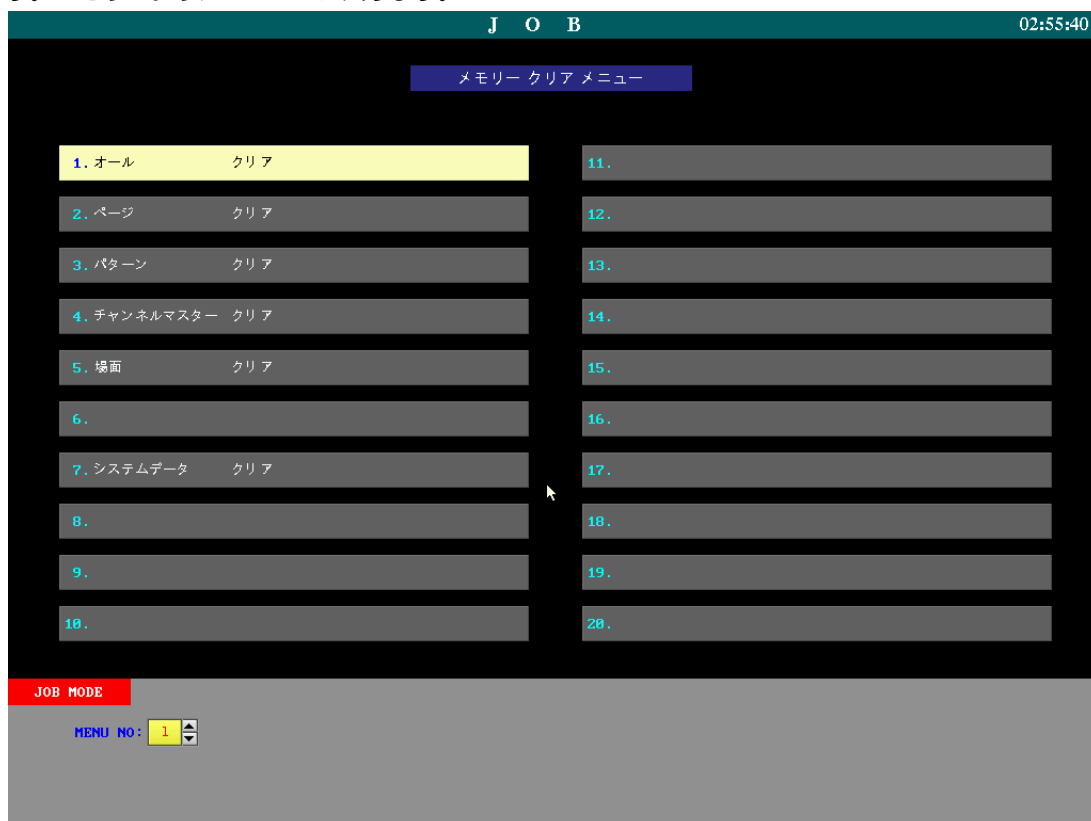 J O B 02:55:40
メモリー クリア メニュー
1. オール クリア
2. ページ クリア
3. パターン クリア
4. チャンネルマスター クリア
5. 場面 クリア
6.
7. システムデータ クリア
8.
9.
10.
11.
12.
13.
14.
15.
16.
17.
18.
19.
20.
JOB MODE
MENU NO: 1